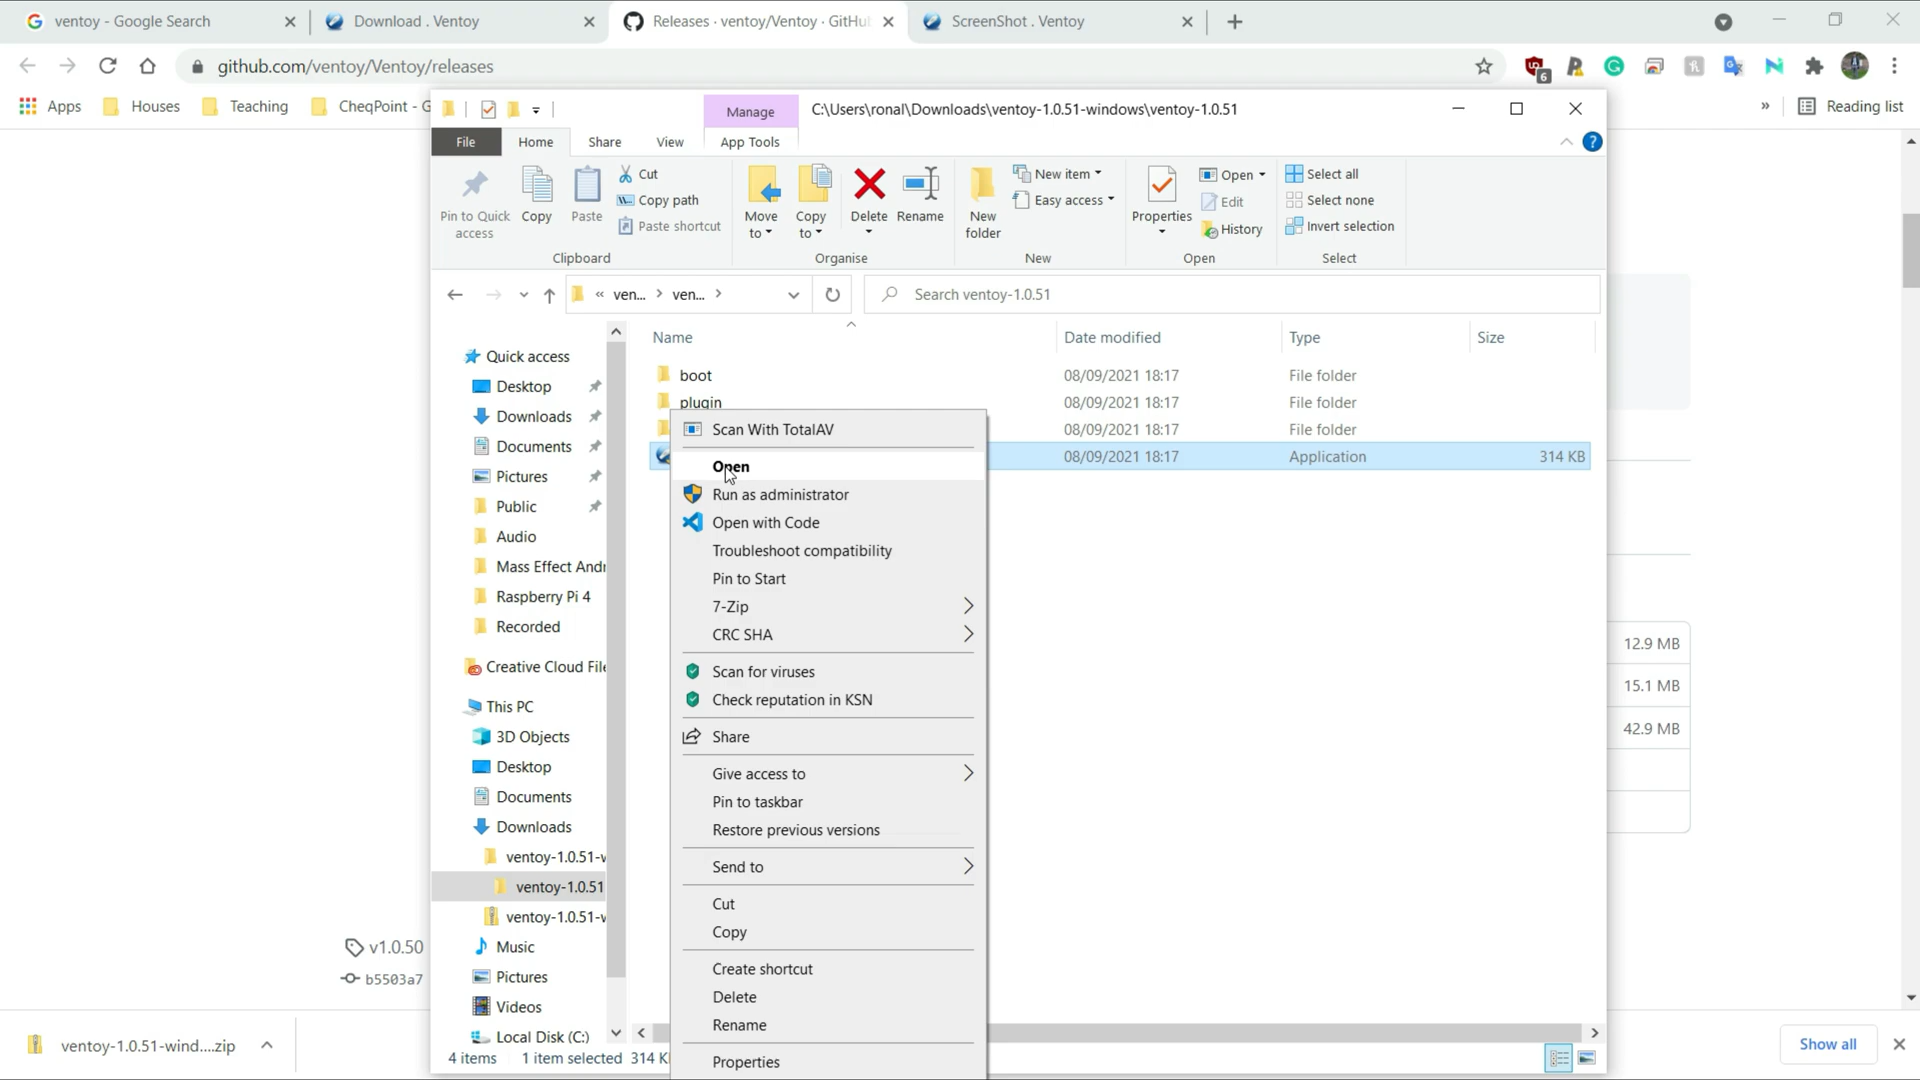 ventoy - Google Search
Download . Ventoy
Releases · ventoy/Ventoy · GitHu
ScreenShot . Ventoy
github.com/ventoy/Ventoy/releases
6
Apps
Houses
Teaching
CheqPoint - G
»
Reading list
Manage
C:\Users\ronal\Downloads\ventoy-1.0.51-windows\ventoy-1.0.51
File
Home
Share
View
App Tools
Pin to Quick access
Copy
Paste
Cut
Copy path
Paste shortcut
Clipboard
Move to
Copy to
Delete
Rename
Organise
New folder
New item
Easy access
New
Properties
Open
Edit
History
Open
Select all
Select none
Invert selection
Select
« ven... > ven... >
Search ventoy-1.0.51
Name
Date modified
Type
Size
boot
08/09/2021 18:17
File folder
plugin
08/09/2021 18:17
File folder
08/09/2021 18:17
File folder
08/09/2021 18:17
Application
314 KB
Quick access
Desktop
Downloads
Documents
Pictures
Public
Audio
Mass Effect Andr
Raspberry Pi 4
Recorded
Creative Cloud File
This PC
3D Objects
Desktop
Documents
Downloads
ventoy-1.0.51-w
ventoy-1.0.51
ventoy-1.0.51-w
Music
Pictures
Videos
Local Disk (C:)
Scan With TotalAV
Open
Run as administrator
Open with Code
Troubleshoot compatibility
Pin to Start
7-Zip
CRC SHA
Scan for viruses
Check reputation in KSN
Share
Give access to
Pin to taskbar
Restore previous versions
Send to
Cut
Copy
Create shortcut
Delete
Rename
Properties
12.9 MB
15.1 MB
42.9 MB
v1.0.50
b5503a7
4 items
1 item selected
314 K
ventoy-1.0.51-wind....zip
Show all